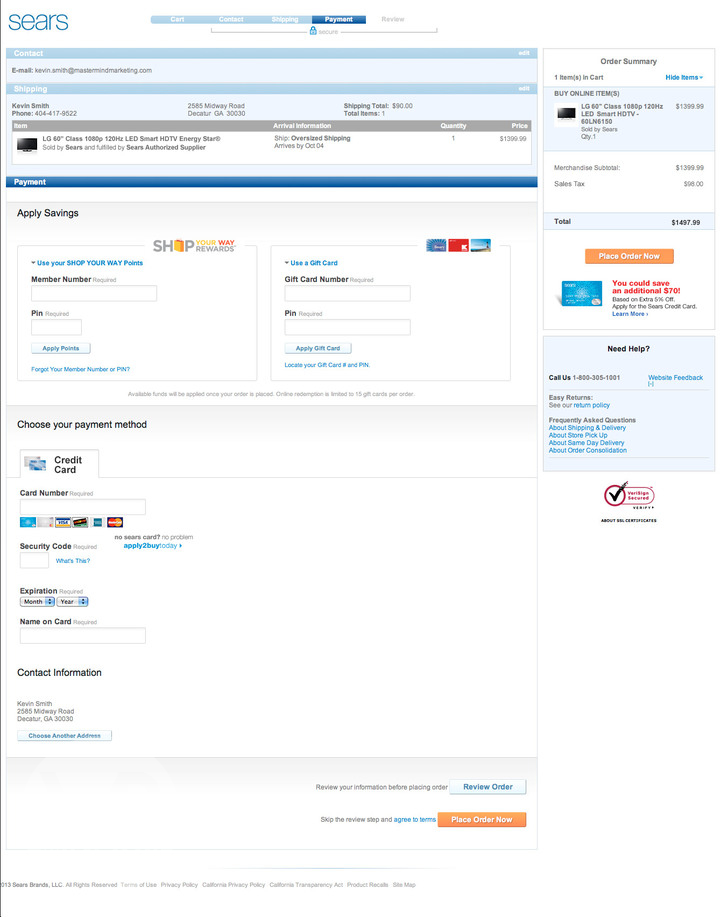 sears
Cart Contact Shipping Payment Review
secure
Contact edit
E-mail: kevin.smith@mastermindmarketing.com
Shipping edit
Kevin Smith 2585 Midway Road Shipping Total: $90.00
Phone: 404-417-9522 Decatur GA 30030 Total Items: 1
Item Arrival Information Quantity Price
LG 60" Class 1080p 120Hz LED Smart HDTV Energy Star® Ship: Oversized Shipping 1 $1399.99
Sold by Sears and fulfilled by Sears Authorized Supplier Arrives by Oct 04
Payment
Apply Savings
SHOP YOUR WAY REWARDS
Use your SHOP YOUR WAY Points
Member Number Required
Pin Required
Apply Points
Forgot Your Member Number or PIN?
Use a Gift Card
Gift Card Number Required
Pin Required
Apply Gift Card
Locate your Gift Card # and PIN.
Available funds will be applied once your order is placed. Online redemption is limited to 15 gift cards per order.
Choose your payment method
Credit
Card
Card Number Required
VISA
no sears card? no problem
apply2buytoday
Security Code Required
What's This?
Expiration Required
Month Year
Name on Card Required
Contact Information
Kevin Smith
2585 Midway Road
Decatur, GA 30030
Choose Another Address
Review your information before placing order Review Order
Skip the review step and agree to terms Place Order Now
Order Summary
1 Item(s) In Cart Hide Items
BUY ONLINE ITEM(S)
LG 60" Class 1080p 120Hz $1399.99
LED Smart HDTV -
60LN6150
Sold by Sears
Qty.1
Merchandise Subtotal: $1399.99
Sales Tax $98.00
Total $1497.99
Place Order Now
sears
You could save
an additional $70!
Based on Extra 5% Off.
Apply for the Sears Credit Card.
Learn More ›
Need Help?
Call Us 1-800-305-1001 Website Feedback
[-]
Easy Returns:
See our return policy
Frequently Asked Questions
About Shipping & Delivery
About Store Pick Up
About Same Day Delivery
About Order Consolidation
VeriSign
Secured
VERIFY
ABOUT SSL CERTIFICATES
013 Sears Brands, LLC. All Rights Reserved Terms of Use Privacy Policy California Privacy Policy California Transparency Act Product Recalls Site Map